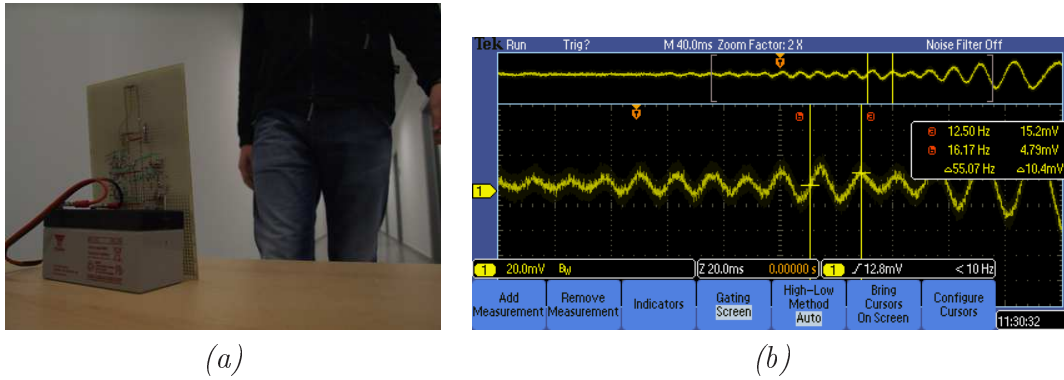 Tek Run Trig? M 40.0ms Zoom Factor: 2 X Noise Filter Off
a 12.50 Hz 15.2mV
b 16.17 Hz 4.79mV
△55.07 Hz △10.4mV
1
1 20.0mV BW Z 20.0ms 0.00000 s 1 12.8mV < 10 Hz
Add Measurement
Remove Measurement
Indicators
Gating
Screen
High-Low Method
Auto
Bring Cursors On Screen
Configure Cursors
11:30:32
(a)
(b)